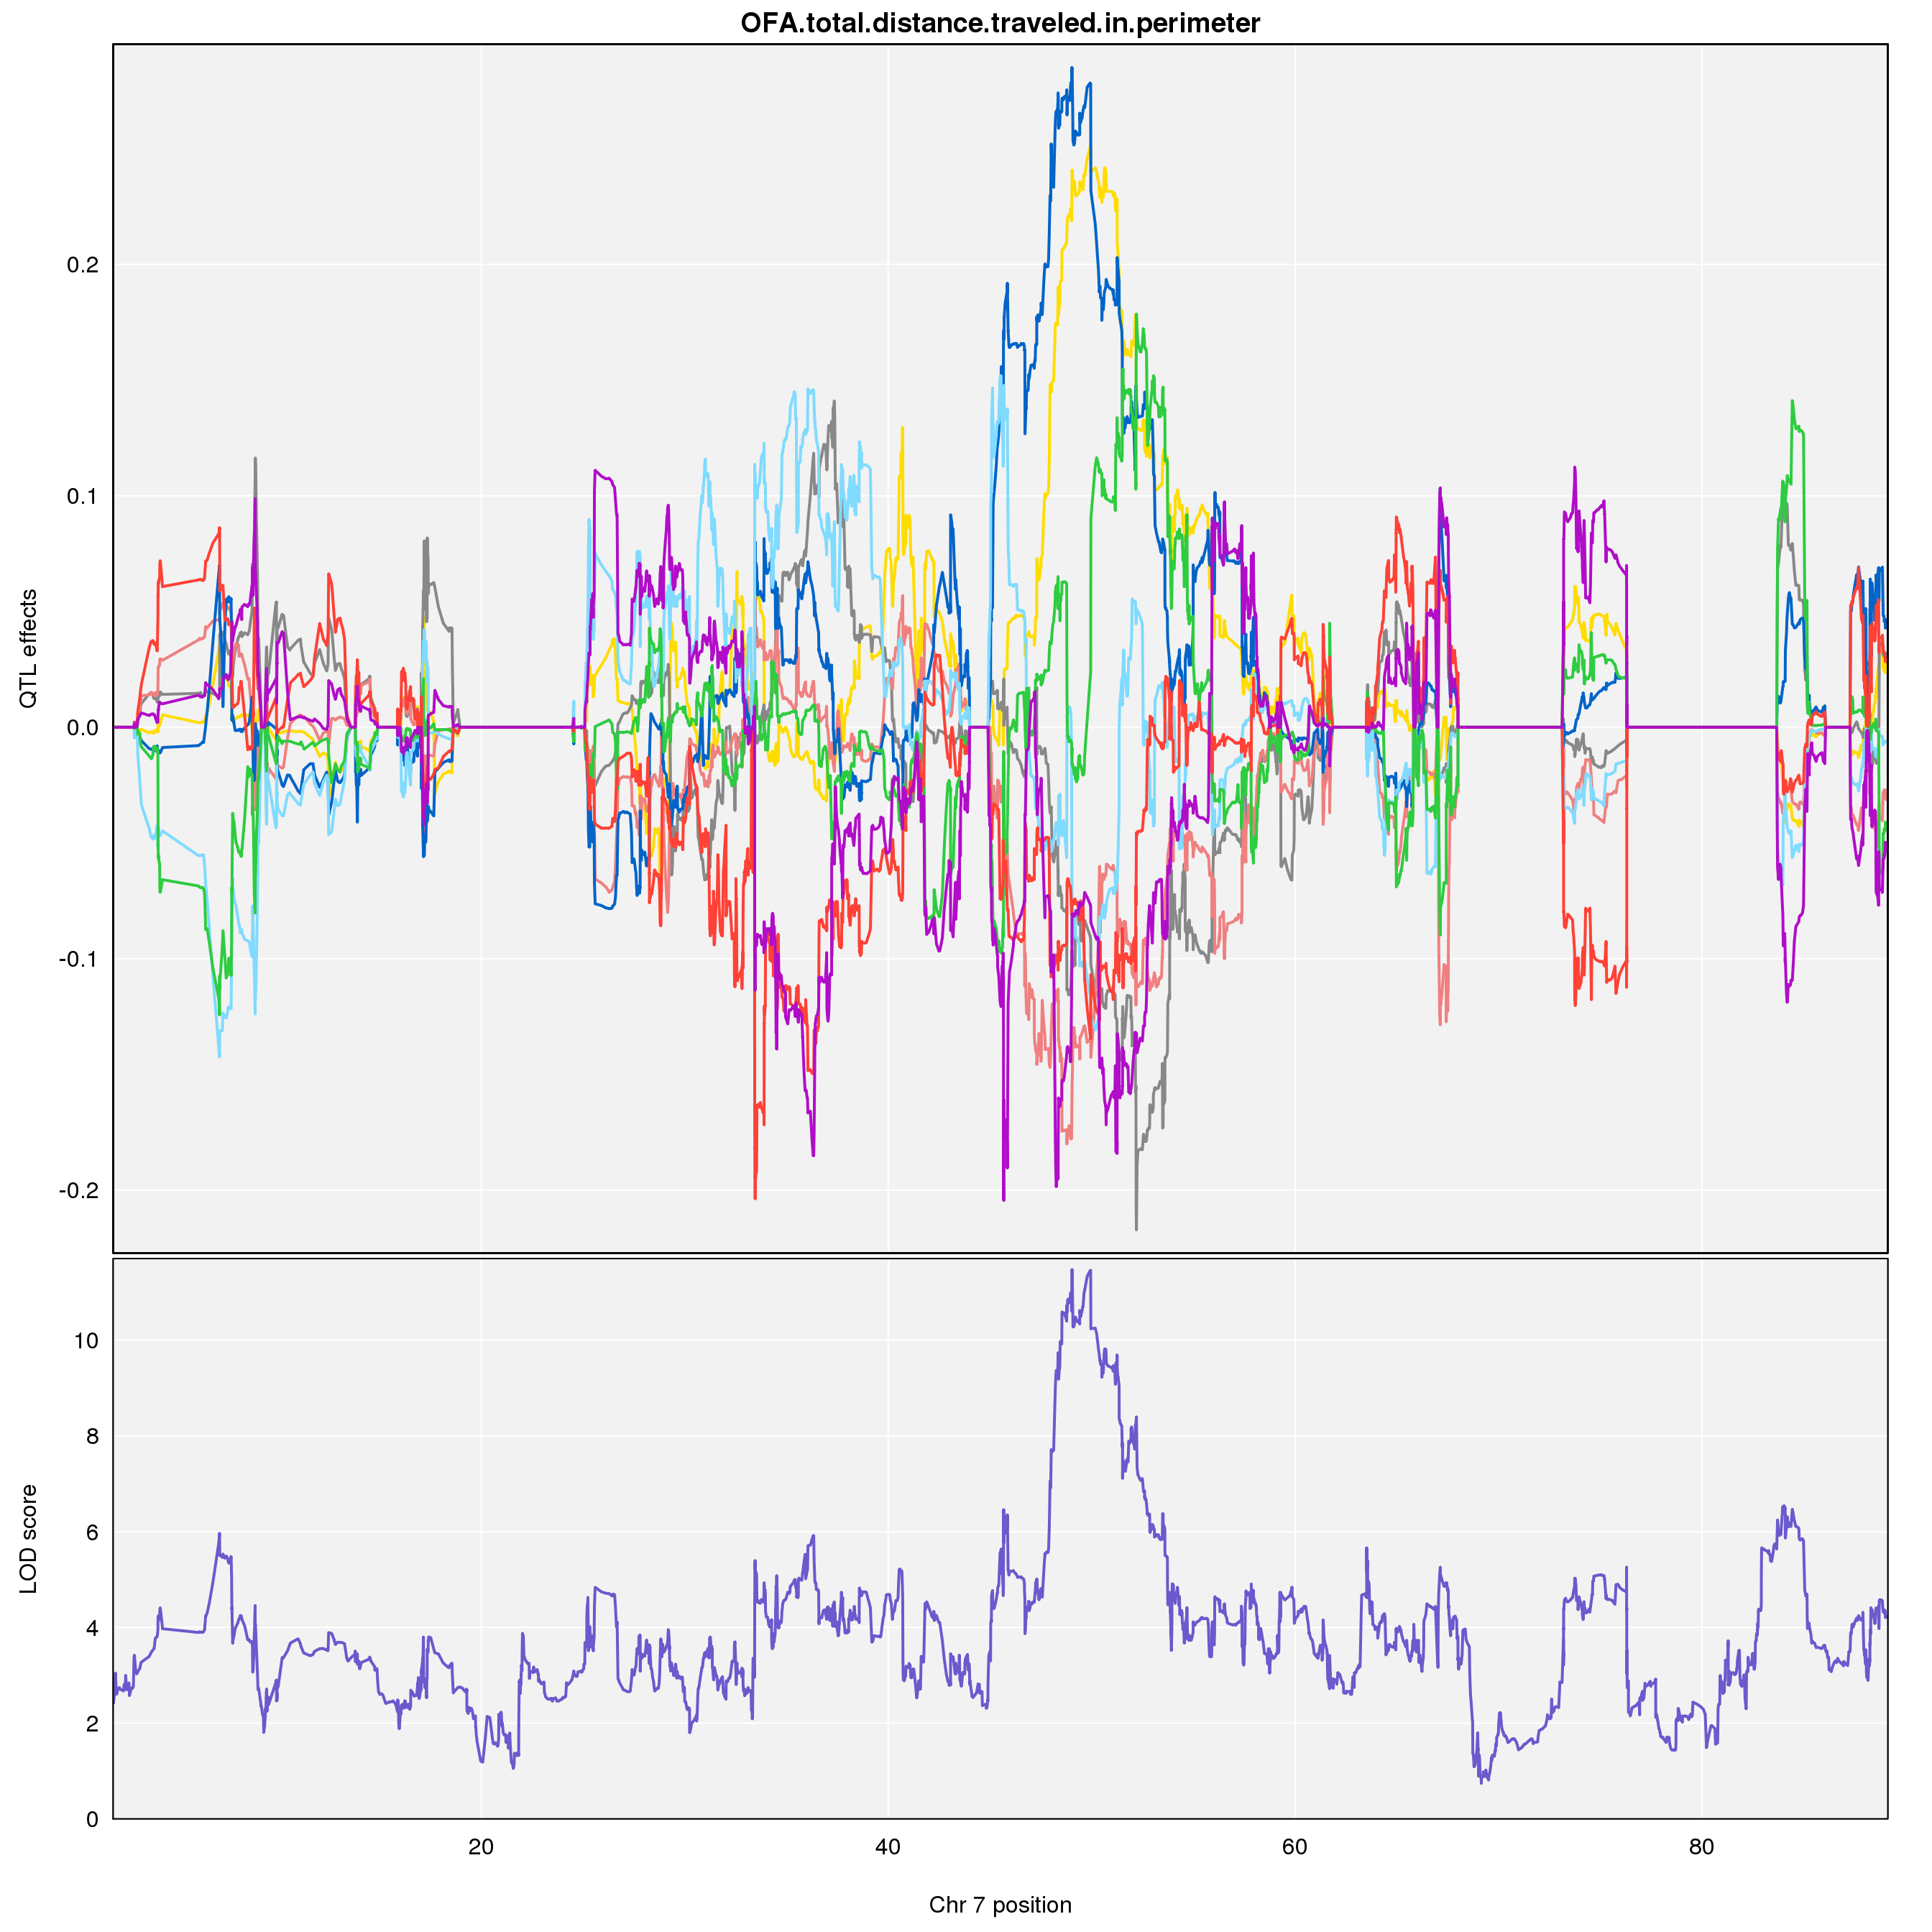 OFA.total.distance.traveled.in.perimeter
QTL effects
0.2
0.1
0.0
-0.1
-0.2
LOD score
10
8
6
4
2
0
20 40 60 80
Chr 7 position